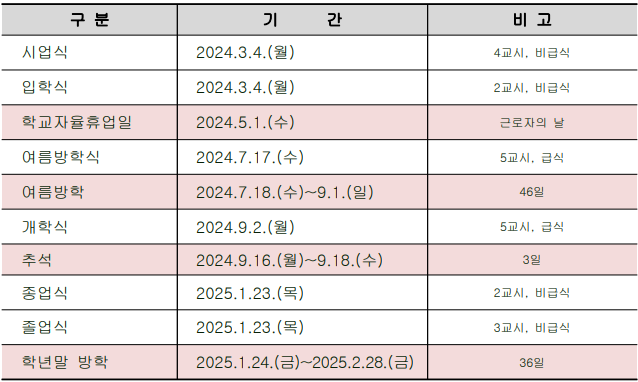 구 분 기 간 비 고
시업식 2024.3.4.(월) 4교시, 비급식
입학식 2024.3.4.(월) 2교시, 비급식
학교자율휴업일 2024.5.1.(수) 근로자의 날
여름방학식 2024.7.17.(수) 5교시, 급식
여름방학 2024.7.18.(수)~9.1.(일) 46일
개학식 2024.9.2.(월) 5교시, 급식
추석 2024.9.16.(월)~9.18.(수) 3일
종업식 2025.1.23.(목) 2교시, 비급식
졸업식 2025.1.23.(목) 3교시, 비급식
학년말 방학 2025.1.24.(금)~2025.2.28.(금) 36일